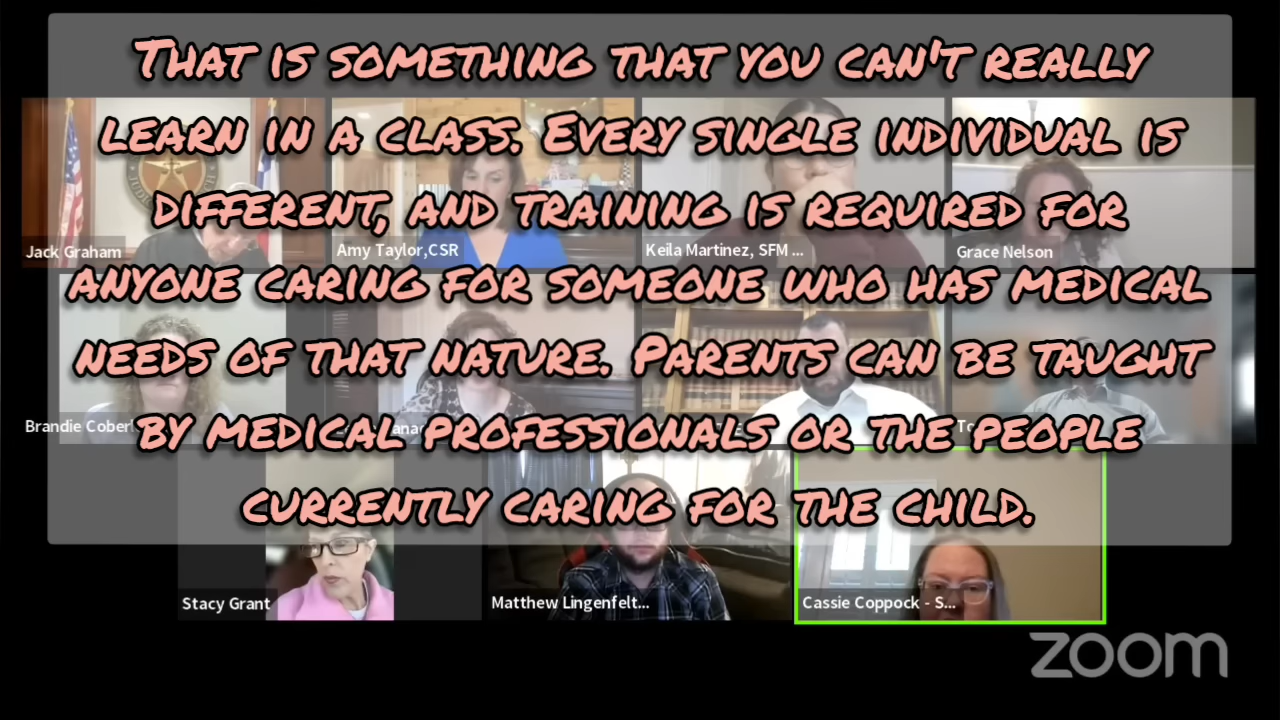 That is something that you can't really
learn in a class. Every single individual is
different, and training is required for
anyone caring for someone who has medical
needs of that nature. Parents can be taught
by medical professionals or the people
currently caring for the child.
Jack Graham
Amy Taylor,CSR
Keila Martinez, SFM ...
Grace Nelson
Stacy Grant
Matthew Lingenfelt...
Cassie Coppock - S...
zoom